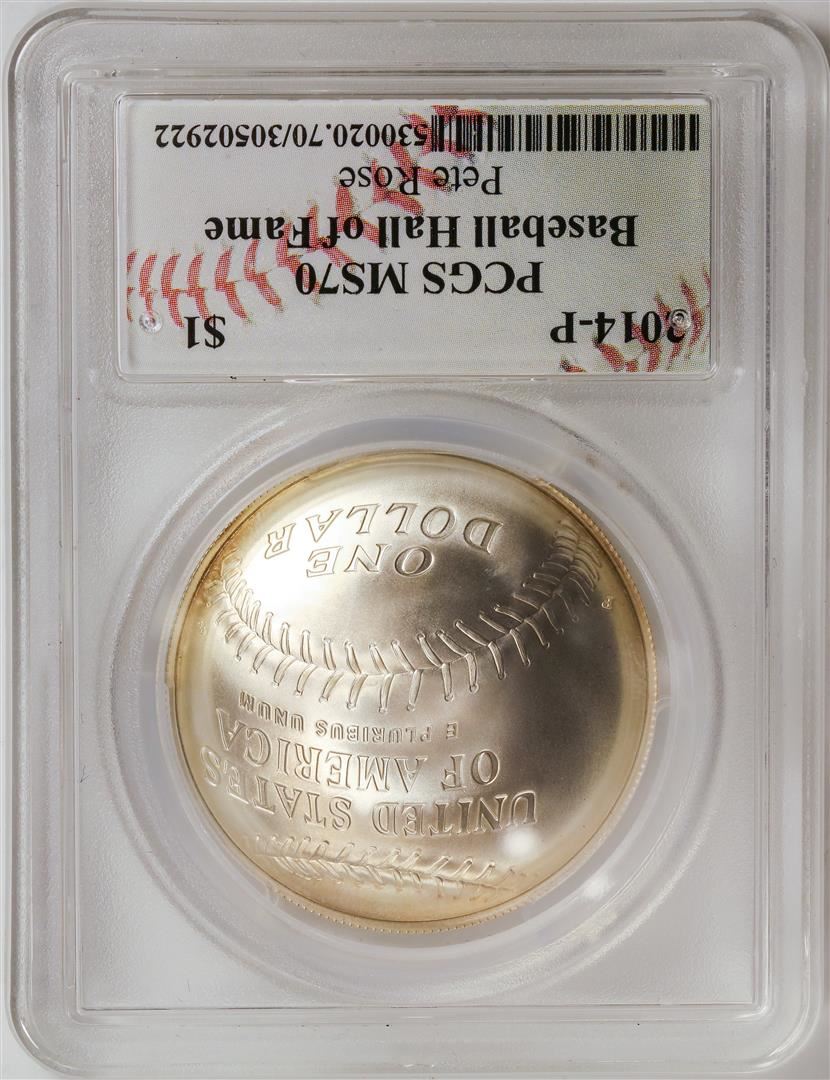 2014-P $1
PCGS MS70
Baseball Hall of Fame
Pete Rose
530020.70/30502922
UNITED STATES
OF AMERICA
E PLURIBUS UNUM
ONE
DOLLAR
P